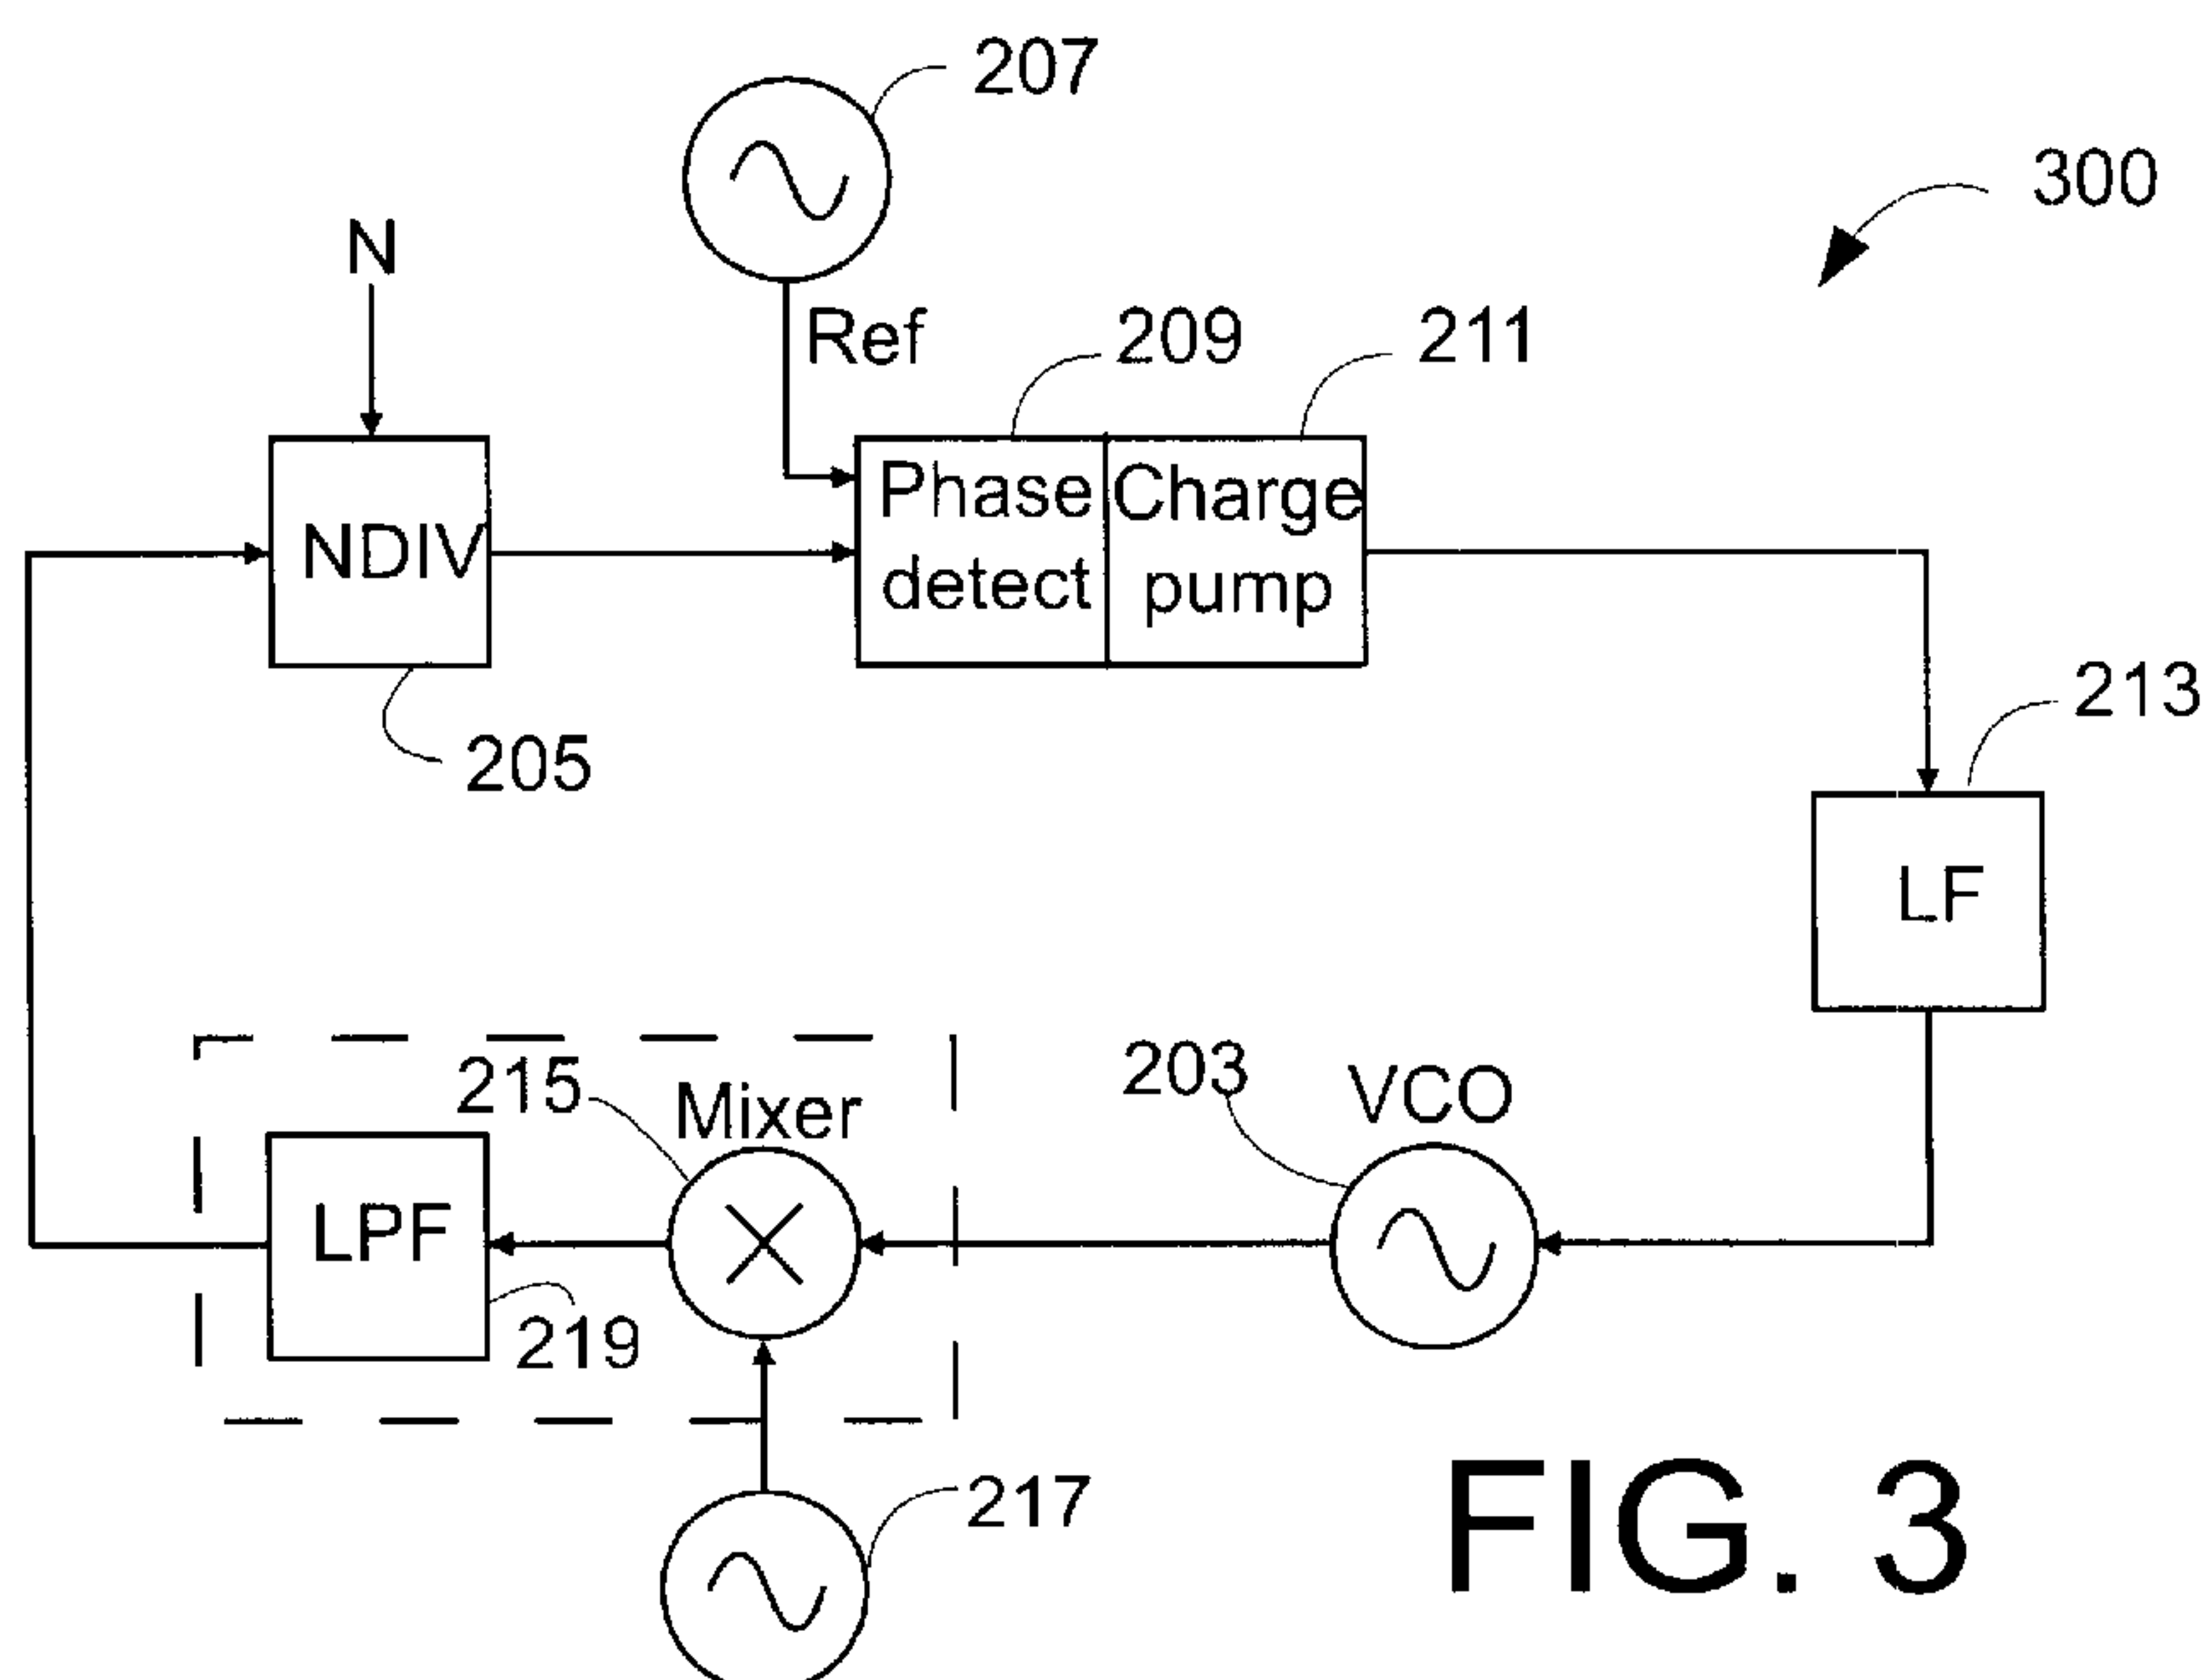 207
300
N
Ref
209
211
Phase
detect
Charge
pump
NDIV
213
205
LF
215
Mixer
203
VCO
LPF
219
217
FIG. 3